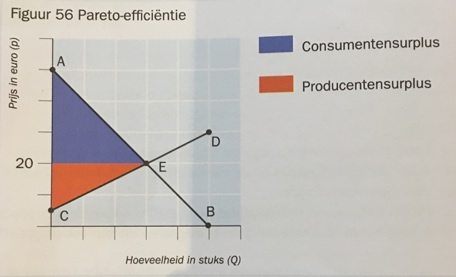 Figuur 56 Pareto-efficiëntie
Prijs in euro (p)
A
20
E
D
C
B
Hoeveelheid in stuks (Q)
Consumentensurplus
Producentensurplus